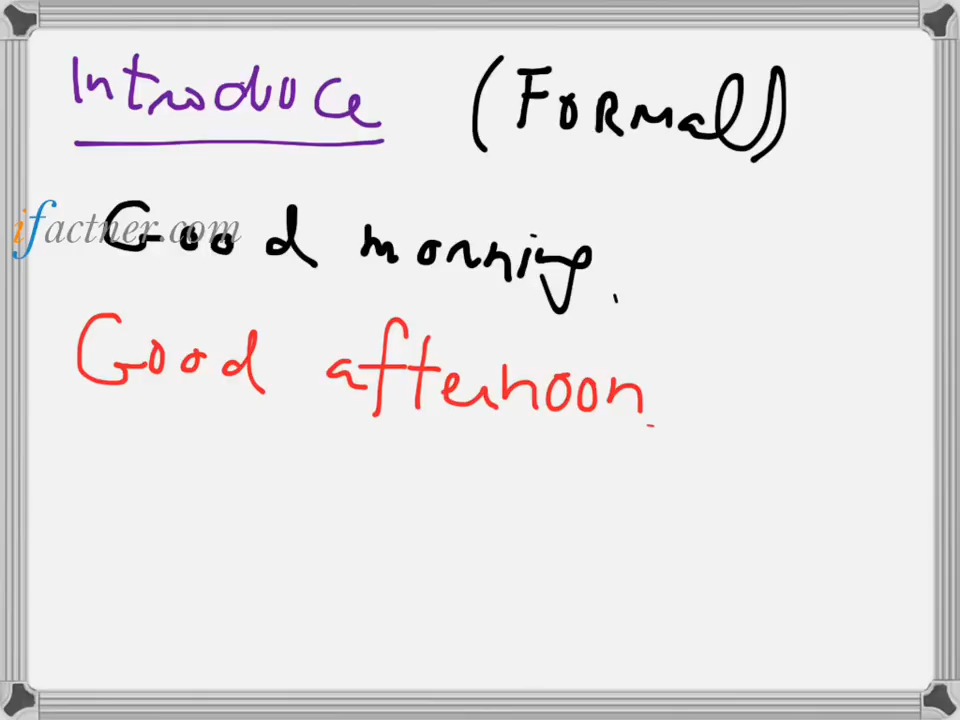 Introduce (Formal)
ifactner.com
Good morning.
Good afternoon.